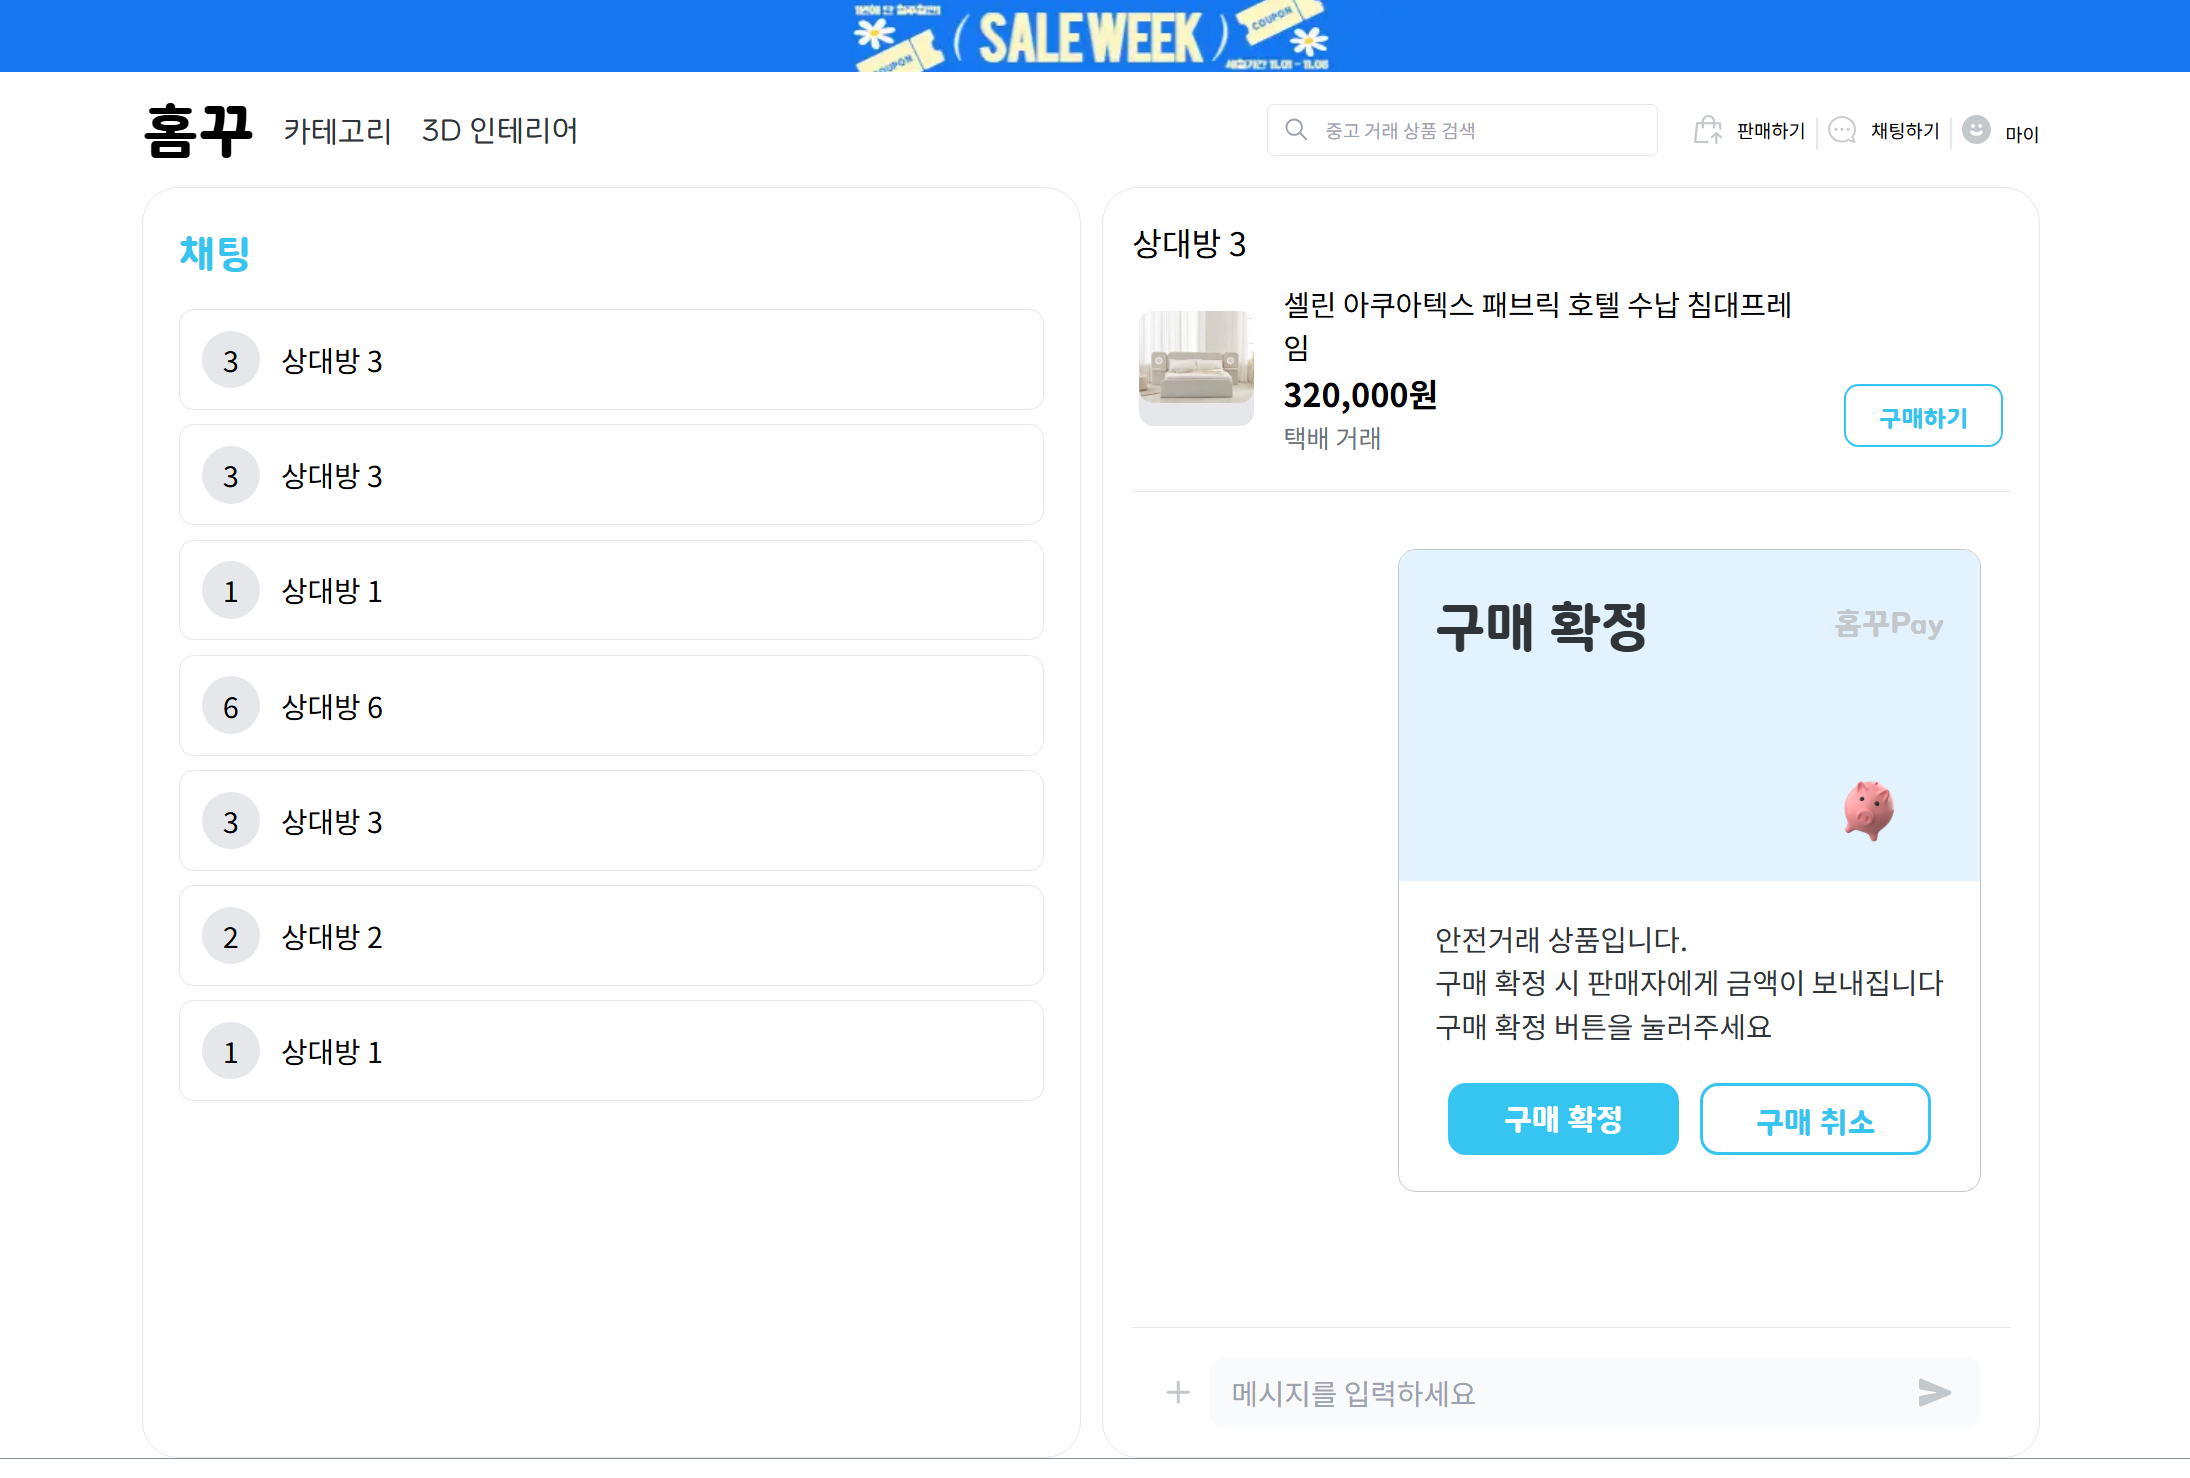 COUPON
( SALE WEEK )
COUPON
홈꾸
카테고리
3D 인테리어
중고 거래 상품 검색
판매하기
채팅하기
마이
채팅
3 상대방 3
3 상대방 3
1 상대방 1
6 상대방 6
3 상대방 3
2 상대방 2
1 상대방 1
상대방 3
셀린 아쿠아텍스 패브릭 호텔 수납 침대프레
임
320,000원
택배 거래
구매하기
구매 확정
홈꾸Pay
안전거래 상품입니다.
구매 확정 시 판매자에게 금액이 보내집니다
구매 확정 버튼을 눌러주세요
구매 확정
구매 취소
메시지를 입력하세요